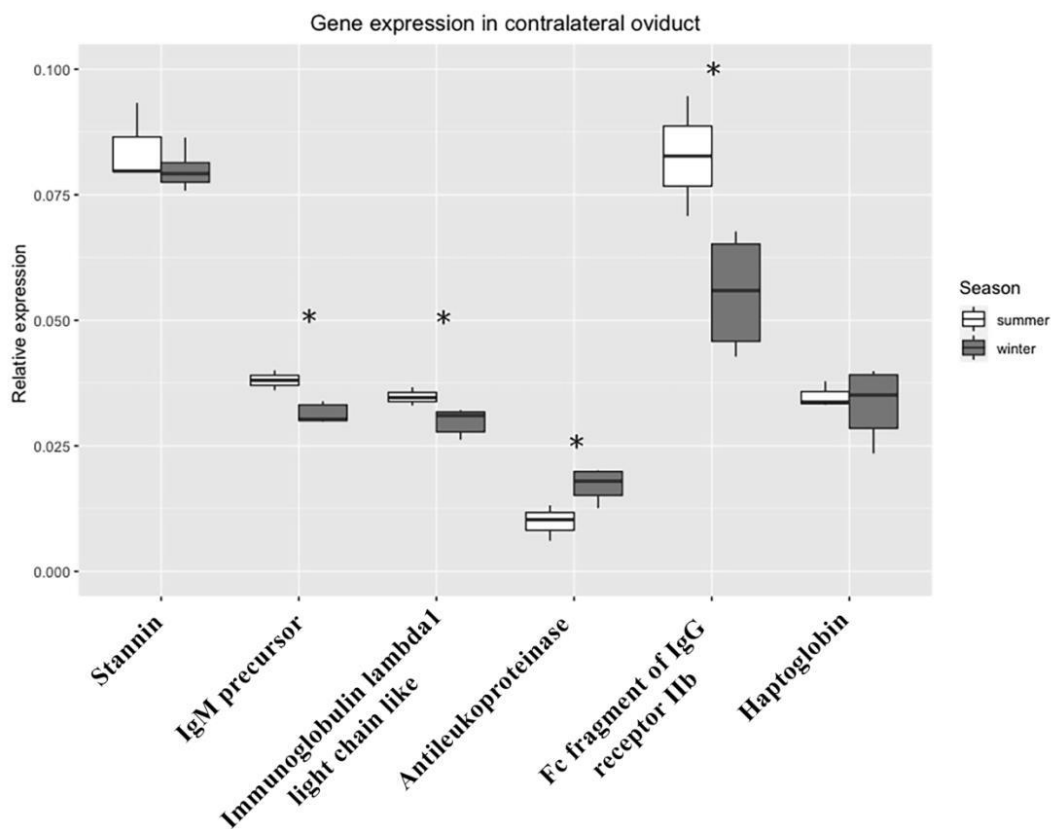 Gene expression in contralateral oviduct
Relative expression
0.100
0.075
0.050
0.025
0.000
*
*
*
*
Season
summer
winter
Stannin
IgM precursor
Immunoglobulin lambda1
light chain like
Antileukoproteinase
Fc fragment of IgG
receptor IIb
Haptoglobin